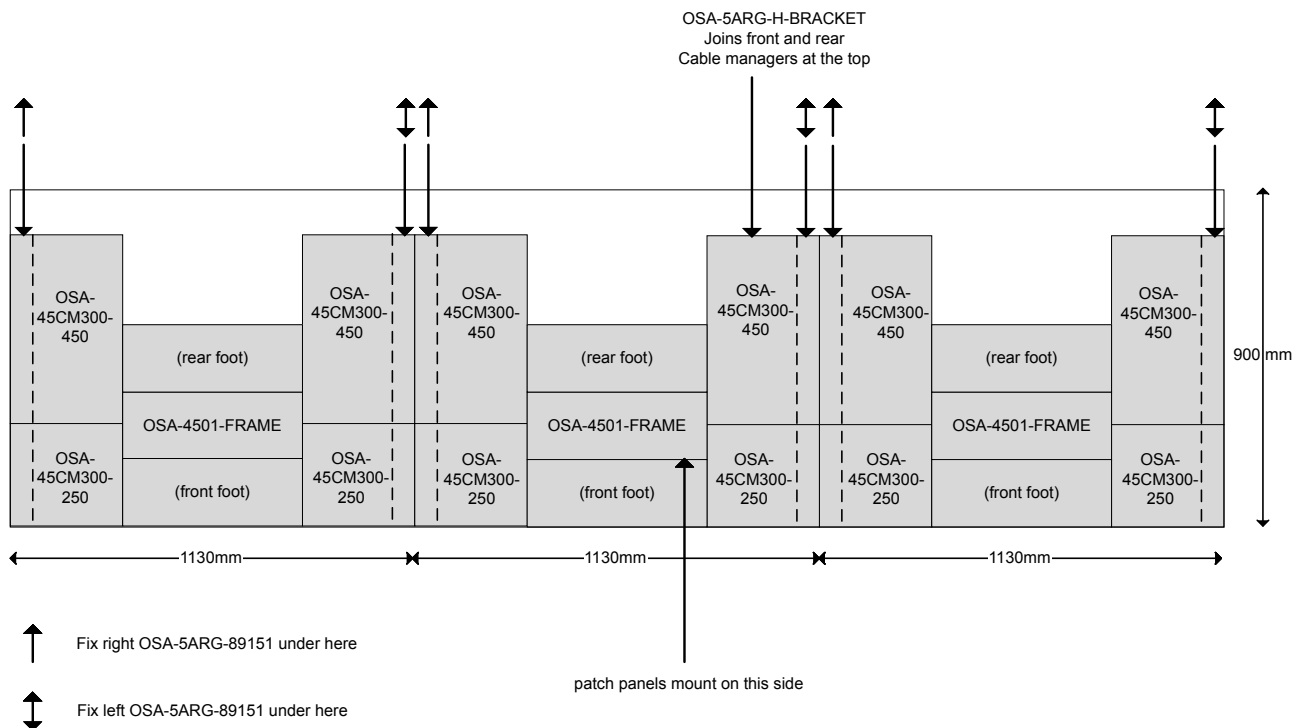 OSA-5ARG-H-BRACKET
Joins front and rear
Cable managers at the top
OSA-
45CM300-
450
OSA-
45CM300-
450
OSA-
45CM300-
450
OSA-
45CM300-
450
OSA-
45CM300-
450
OSA-
45CM300-
450
(rear foot)
(rear foot)
(rear foot)
900 mm
OSA-4501-FRAME
OSA-4501-FRAME
OSA-4501-FRAME
OSA-
45CM300-
250
OSA-
45CM300-
250
OSA-
45CM300-
250
OSA-
45CM300-
250
OSA-
45CM300-
250
OSA-
45CM300-
250
(front foot)
(front foot)
(front foot)
1130mm
1130mm
1130mm
Fix right OSA-5ARG-89151 under here
patch panels mount on this side
Fix left OSA-5ARG-89151 under here